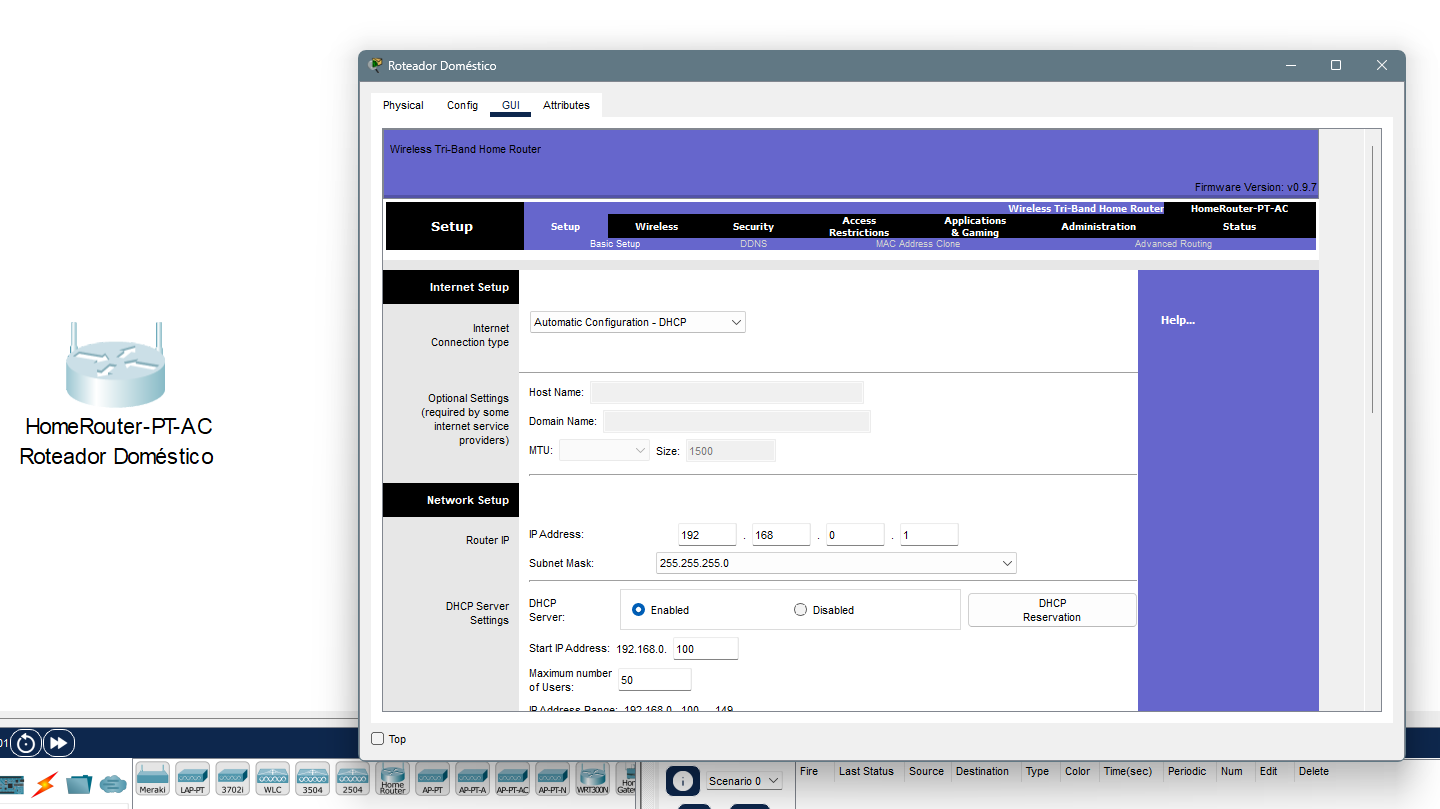 Roteador Doméstico
Physical Config GUI Attributes
Wireless Tri-Band Home Router
Firmware Version: v0.9.7
Wireless Tri-Band Home Router HomeRouter-PT-AC
Setup Setup Wireless Security Access Restrictions Applications & Gaming Administration Status
Basic Setup DDNS MAC Address Clone Advanced Routing
Internet Setup
Internet Connection type Automatic Configuration - DHCP
Help...
Optional Settings (required by some internet service providers)
Host Name:
Domain Name:
MTU: Size: 1500
Network Setup
Router IP
IP Address: 192 . 168 . 0 . 1
Subnet Mask: 255.255.255.0
DHCP Server Settings
DHCP Server: Enabled Disabled DHCP Reservation
Start IP Address: 192.168.0. 100
Maximum number of Users: 50
IP Address Range: 192.168.0. 100 149
Top
HomeRouter-PT-AC
Roteador Doméstico
01
Meraki LAP-PT 3702i WLC 3504 2504 Home Router AP-PT AP-PT-A AP-PT-AC AP-PT-N WRT300N
Scenario 0
Fire Last Status Source Destination Type Color Time(sec) Periodic Num Edit Delete